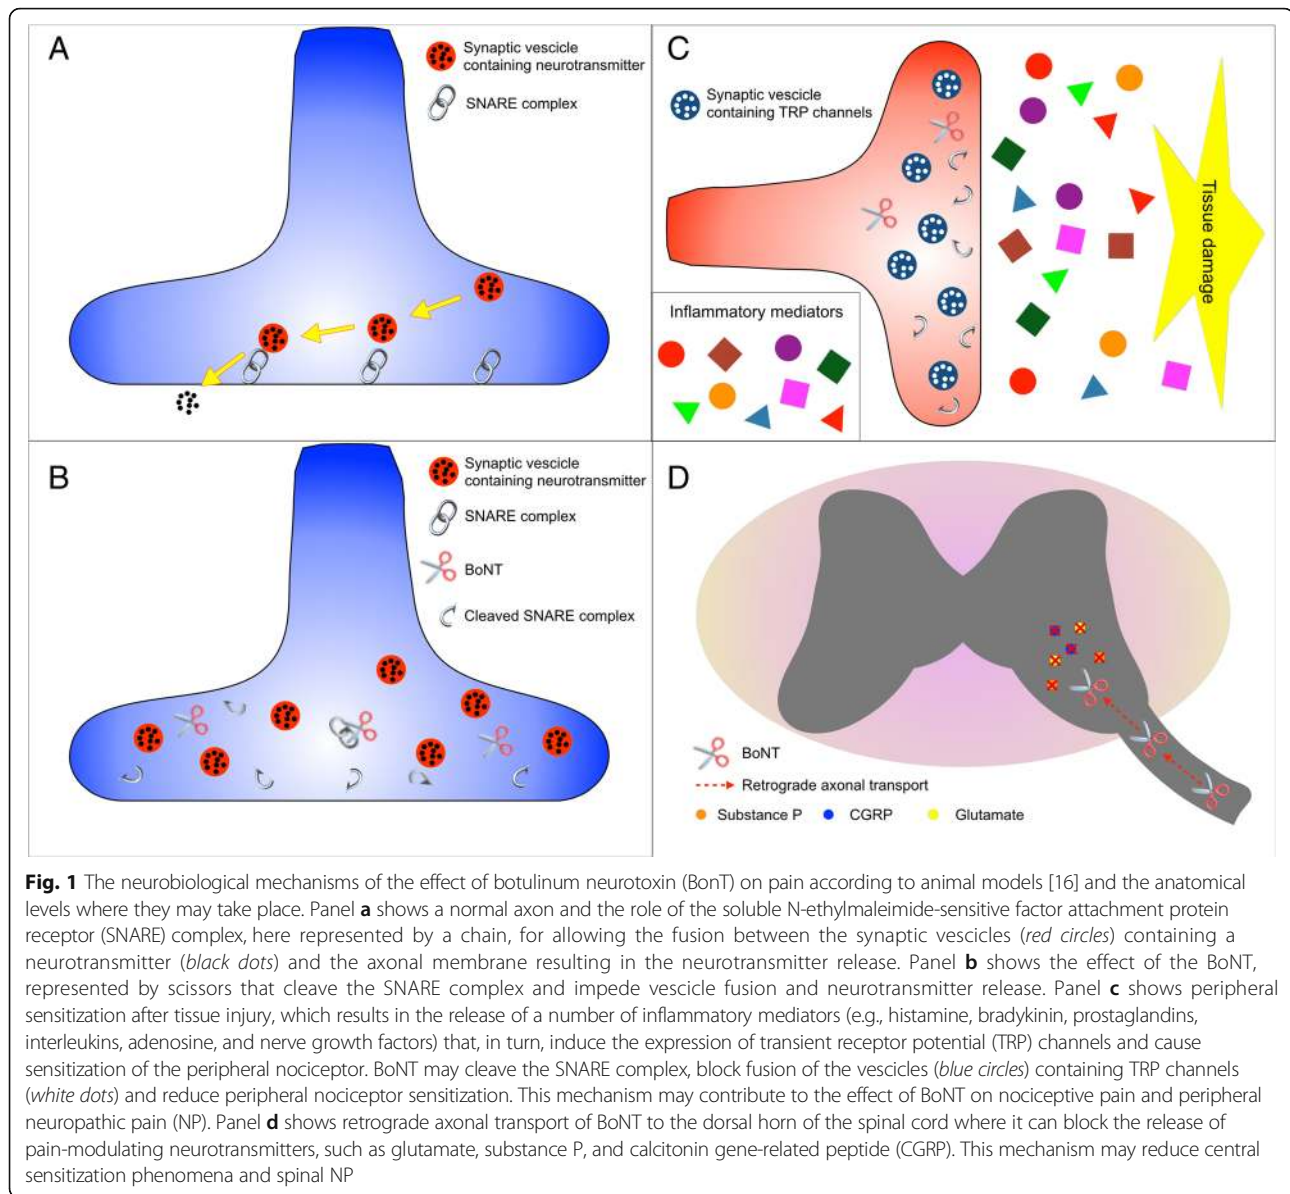 A
Synaptic vescicle
containing neurotransmitter
SNARE complex
B
Synaptic vescicle
containing neurotransmitter
SNARE complex
BoNT
Cleaved SNARE complex
C
Synaptic vescicle
containing TRP channels
Tissue damage
Inflammatory mediators
D
BoNT
Retrograde axonal transport
Substance P
CGRP
Glutamate
Fig. 1 The neurobiological mechanisms of the effect of botulinum neurotoxin (BonT) on pain according to animal models [16] and the anatomical
levels where they may take place. Panel a shows a normal axon and the role of the soluble N-ethylmaleimide-sensitive factor attachment protein
receptor (SNARE) complex, here represented by a chain, for allowing the fusion between the synaptic vescicles (red circles) containing a
neurotransmitter (black dots) and the axonal membrane resulting in the neurotransmitter release. Panel b shows the effect of the BoNT,
represented by scissors that cleave the SNARE complex and impede vescicle fusion and neurotransmitter release. Panel c shows peripheral
sensitization after tissue injury, which results in the release of a number of inflammatory mediators (e.g., histamine, bradykinin, prostaglandins,
interleukins, adenosine, and nerve growth factors) that, in turn, induce the expression of transient receptor potential (TRP) channels and cause
sensitization of the peripheral nociceptor. BoNT may cleave the SNARE complex, block fusion of the vescicles (blue circles) containing TRP channels
(white dots) and reduce peripheral nociceptor sensitization. This mechanism may contribute to the effect of BoNT on nociceptive pain and peripheral
neuropathic pain (NP). Panel d shows retrograde axonal transport of BoNT to the dorsal horn of the spinal cord where it can block the release of
pain-modulating neurotransmitters, such as glutamate, substance P, and calcitonin gene-related peptide (CGRP). This mechanism may reduce central
sensitization phenomena and spinal NP